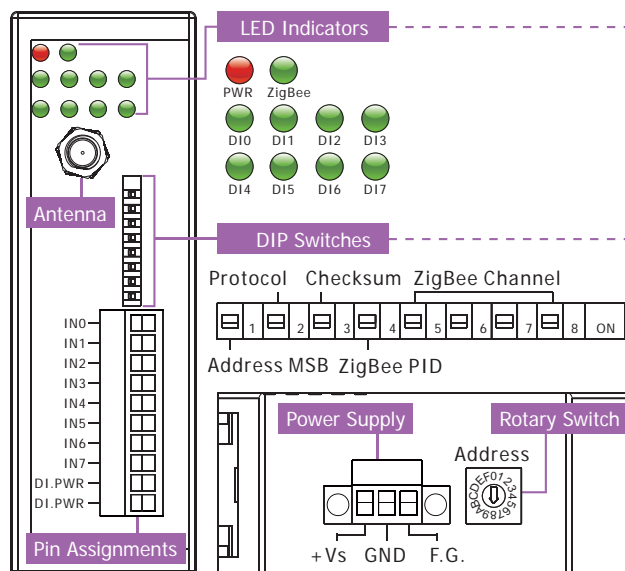 LED Indicators
PWR ZigBee
DI0 DI1 DI2 DI3
DI4 DI5 DI6 DI7
Antenna
DIP Switches
Protocol Checksum ZigBee Channel
1 2 3 4 5 6 7 8 ON
Address MSB ZigBee PID
IN0
IN1
IN2
IN3
IN4
IN5
IN6
IN7
DI.PWR
DI.PWR
Pin Assignments
Power Supply
Rotary Switch
Address
0123456789ABCDEF
+Vs GND F.G.